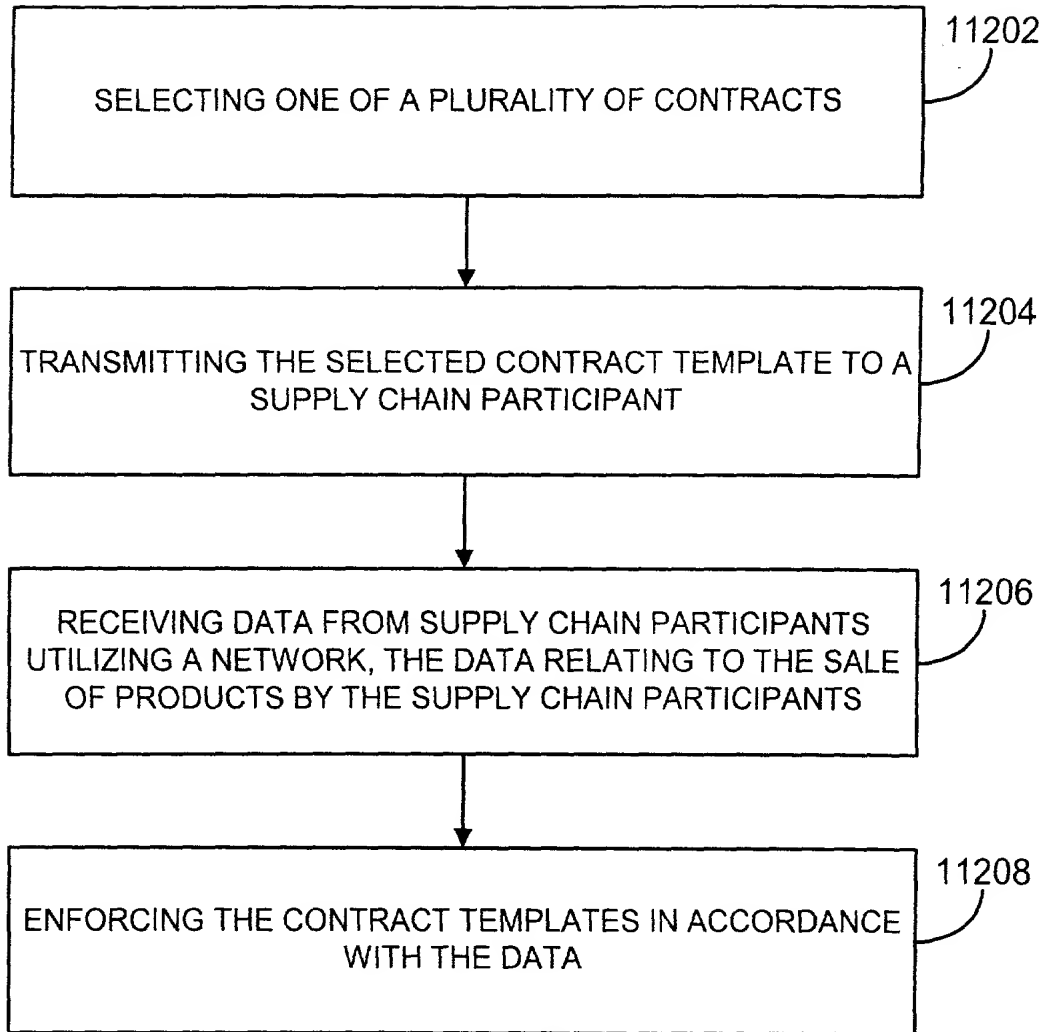 11202
SELECTING ONE OF A PLURALITY OF CONTRACTS
11204
TRANSMITTING THE SELECTED CONTRACT TEMPLATE TO A
SUPPLY CHAIN PARTICIPANT
11206
RECEIVING DATA FROM SUPPLY CHAIN PARTICIPANTS
UTILIZING A NETWORK, THE DATA RELATING TO THE SALE
OF PRODUCTS BY THE SUPPLY CHAIN PARTICIPANTS
11208
ENFORCING THE CONTRACT TEMPLATES IN ACCORDANCE
WITH THE DATA